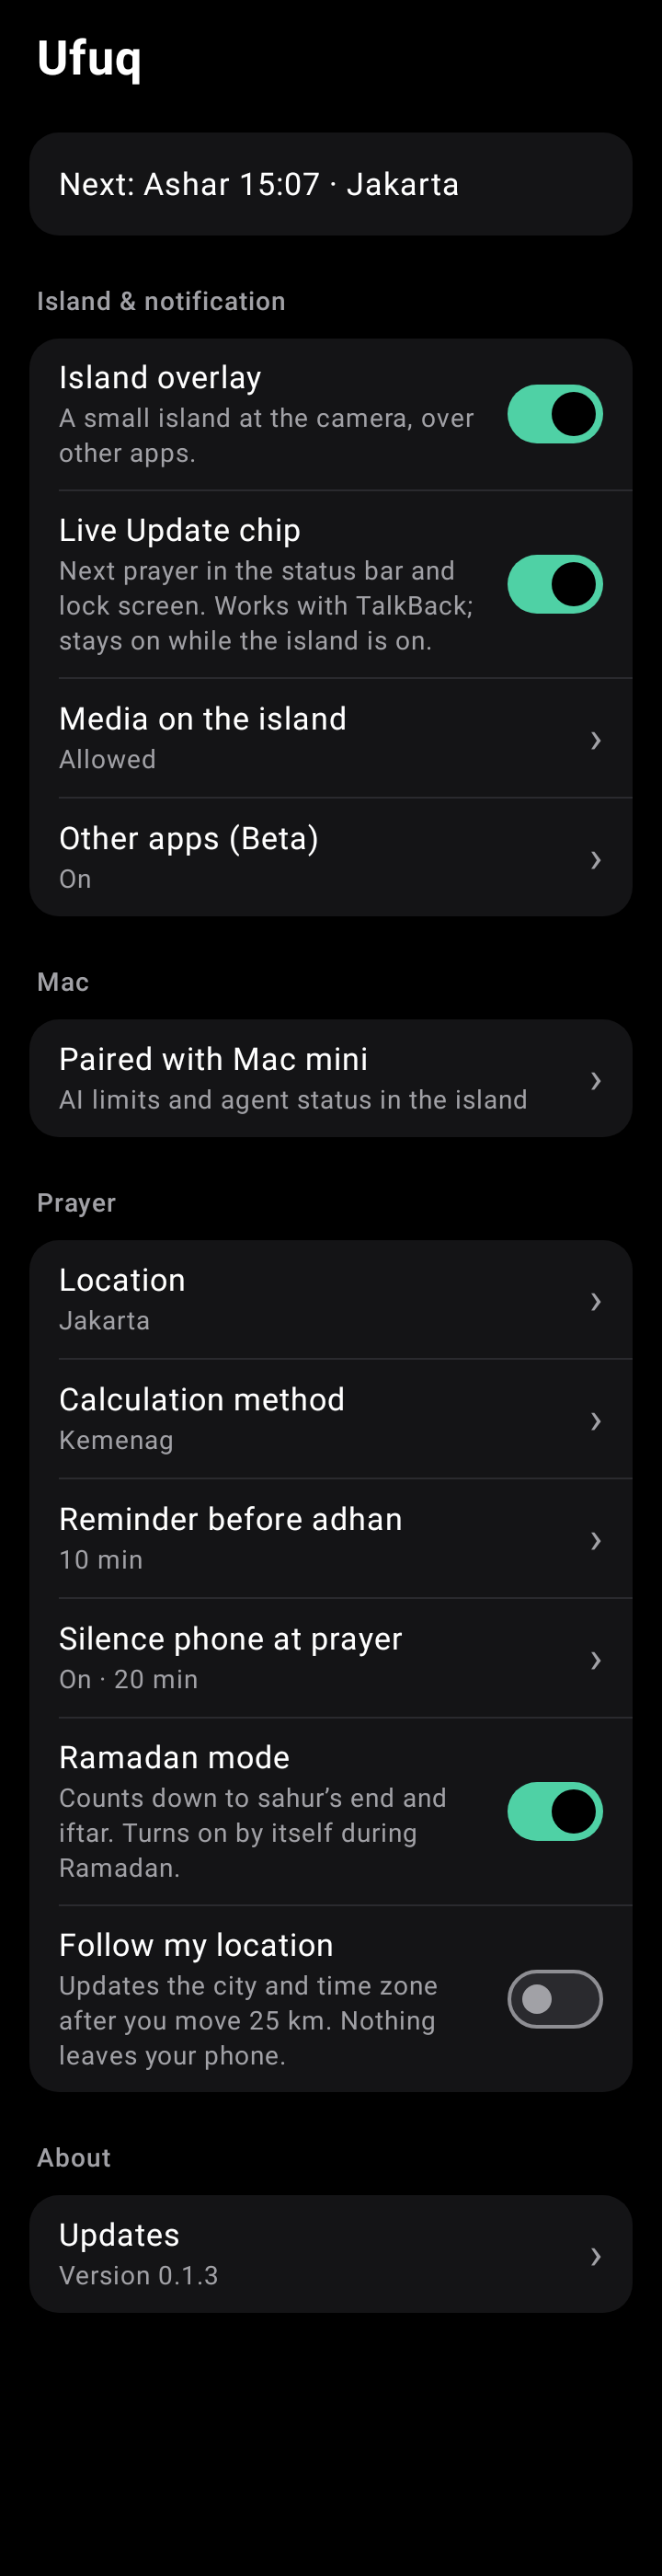 Ufuq
Next: Ashar 15:07 · Jakarta
Island & notification
Island overlay
A small island at the camera, over
other apps.
Live Update chip
Next prayer in the status bar and
lock screen. Works with TalkBack;
stays on while the island is on.
Media on the island
Allowed
Other apps (Beta)
On
Mac
Paired with Mac mini
AI limits and agent status in the island
Prayer
Location
Jakarta
Calculation method
Kemenag
Reminder before adhan
10 min
Silence phone at prayer
On · 20 min
Ramadan mode
Counts down to sahur’s end and
iftar. Turns on by itself during
Ramadan.
Follow my location
Updates the city and time zone
after you move 25 km. Nothing
leaves your phone.
About
Updates
Version 0.1.3